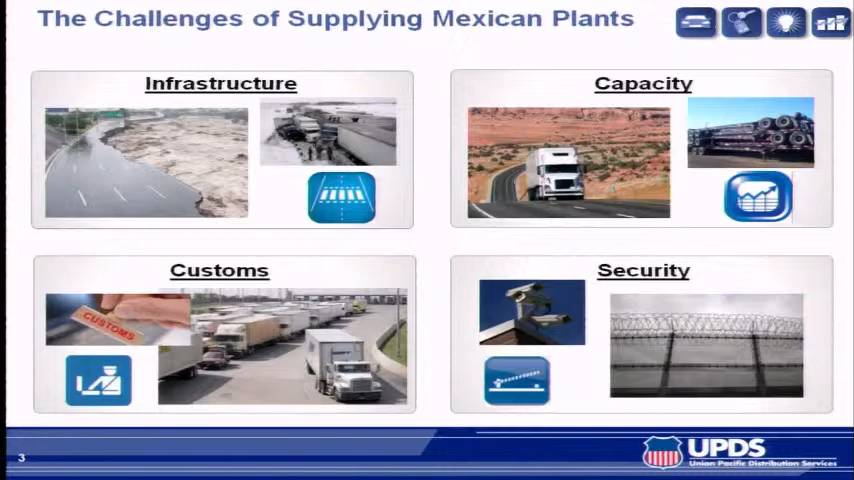 The Challenges of Supplying Mexican Plants
Infrastructure
Capacity
Customs
CUSTOMS
Security
3
UPDS
Union Pacific Distribution Services